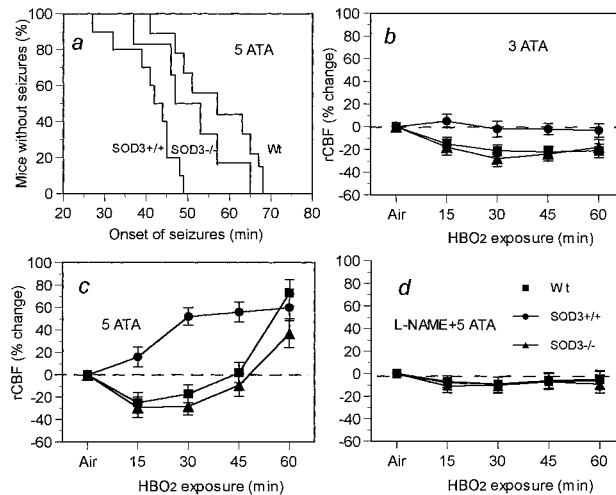 a
5 ATA
Mice without seizures (%)
100
80
60
40
20
0
SOD3+/+
SOD3-/-
Wt
20 30 40 50 60 70 80
Onset of seizures (min)
b
3 ATA
rCBF (% change)
100
80
60
40
20
0
-20
-40
-60
Air 15 30 45 60
HBO2 exposure (min)
c
5 ATA
rCBF (% change)
100
80
60
40
20
0
-20
-40
-60
Air 15 30 45 60
HBO2 exposure (min)
d
Wt
SOD3+/+
SOD3-/-
L-NAME+5 ATA
rCBF (% change)
100
80
60
40
20
0
-20
-40
-60
Air 15 30 45 60
HBO2 exposure (min)